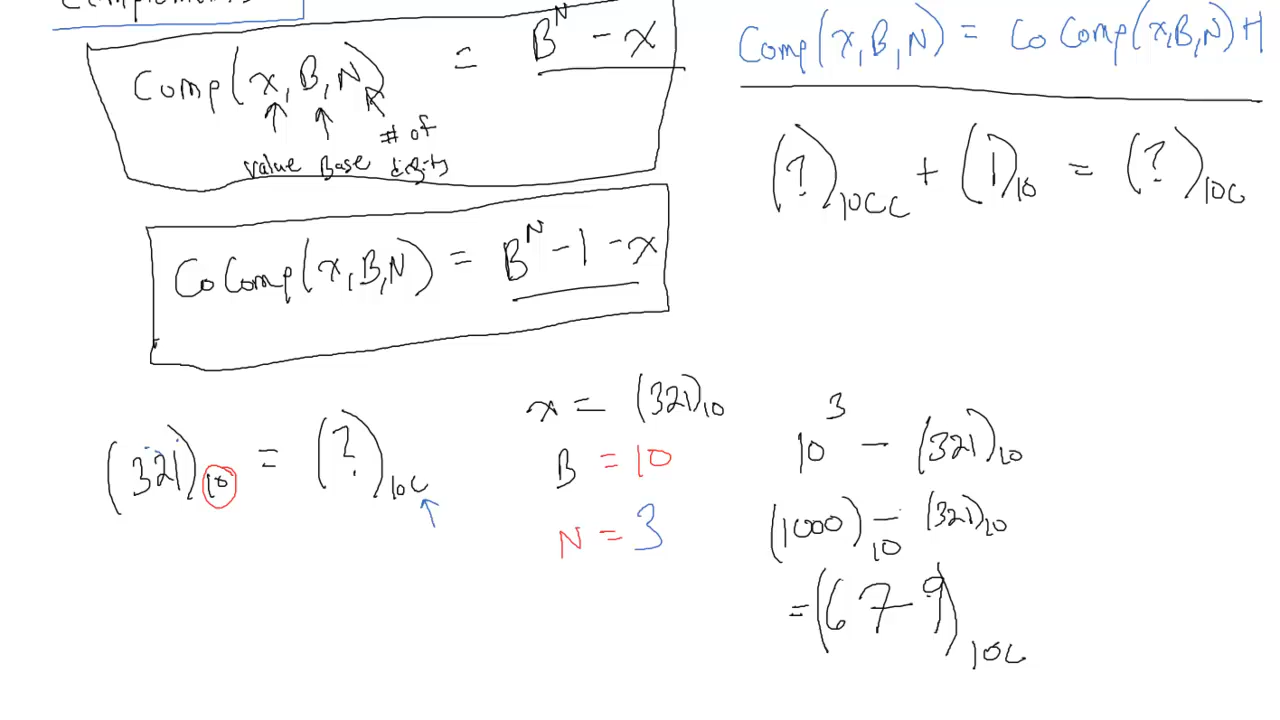 Complements
Comp(x, B, N) = B^N - x
value Base # of digits
CoComp(x, B, N) = B^N - 1 - x
Comp(x, B, N) = CoComp(x, B, N) + 1
(?)10CC + (1)10 = (?)10C
(321)10 = (?)10C
x = (321)10
B = 10
N = 3
10^3 - (321)10
(1000)10 - (321)10
= (679)10C